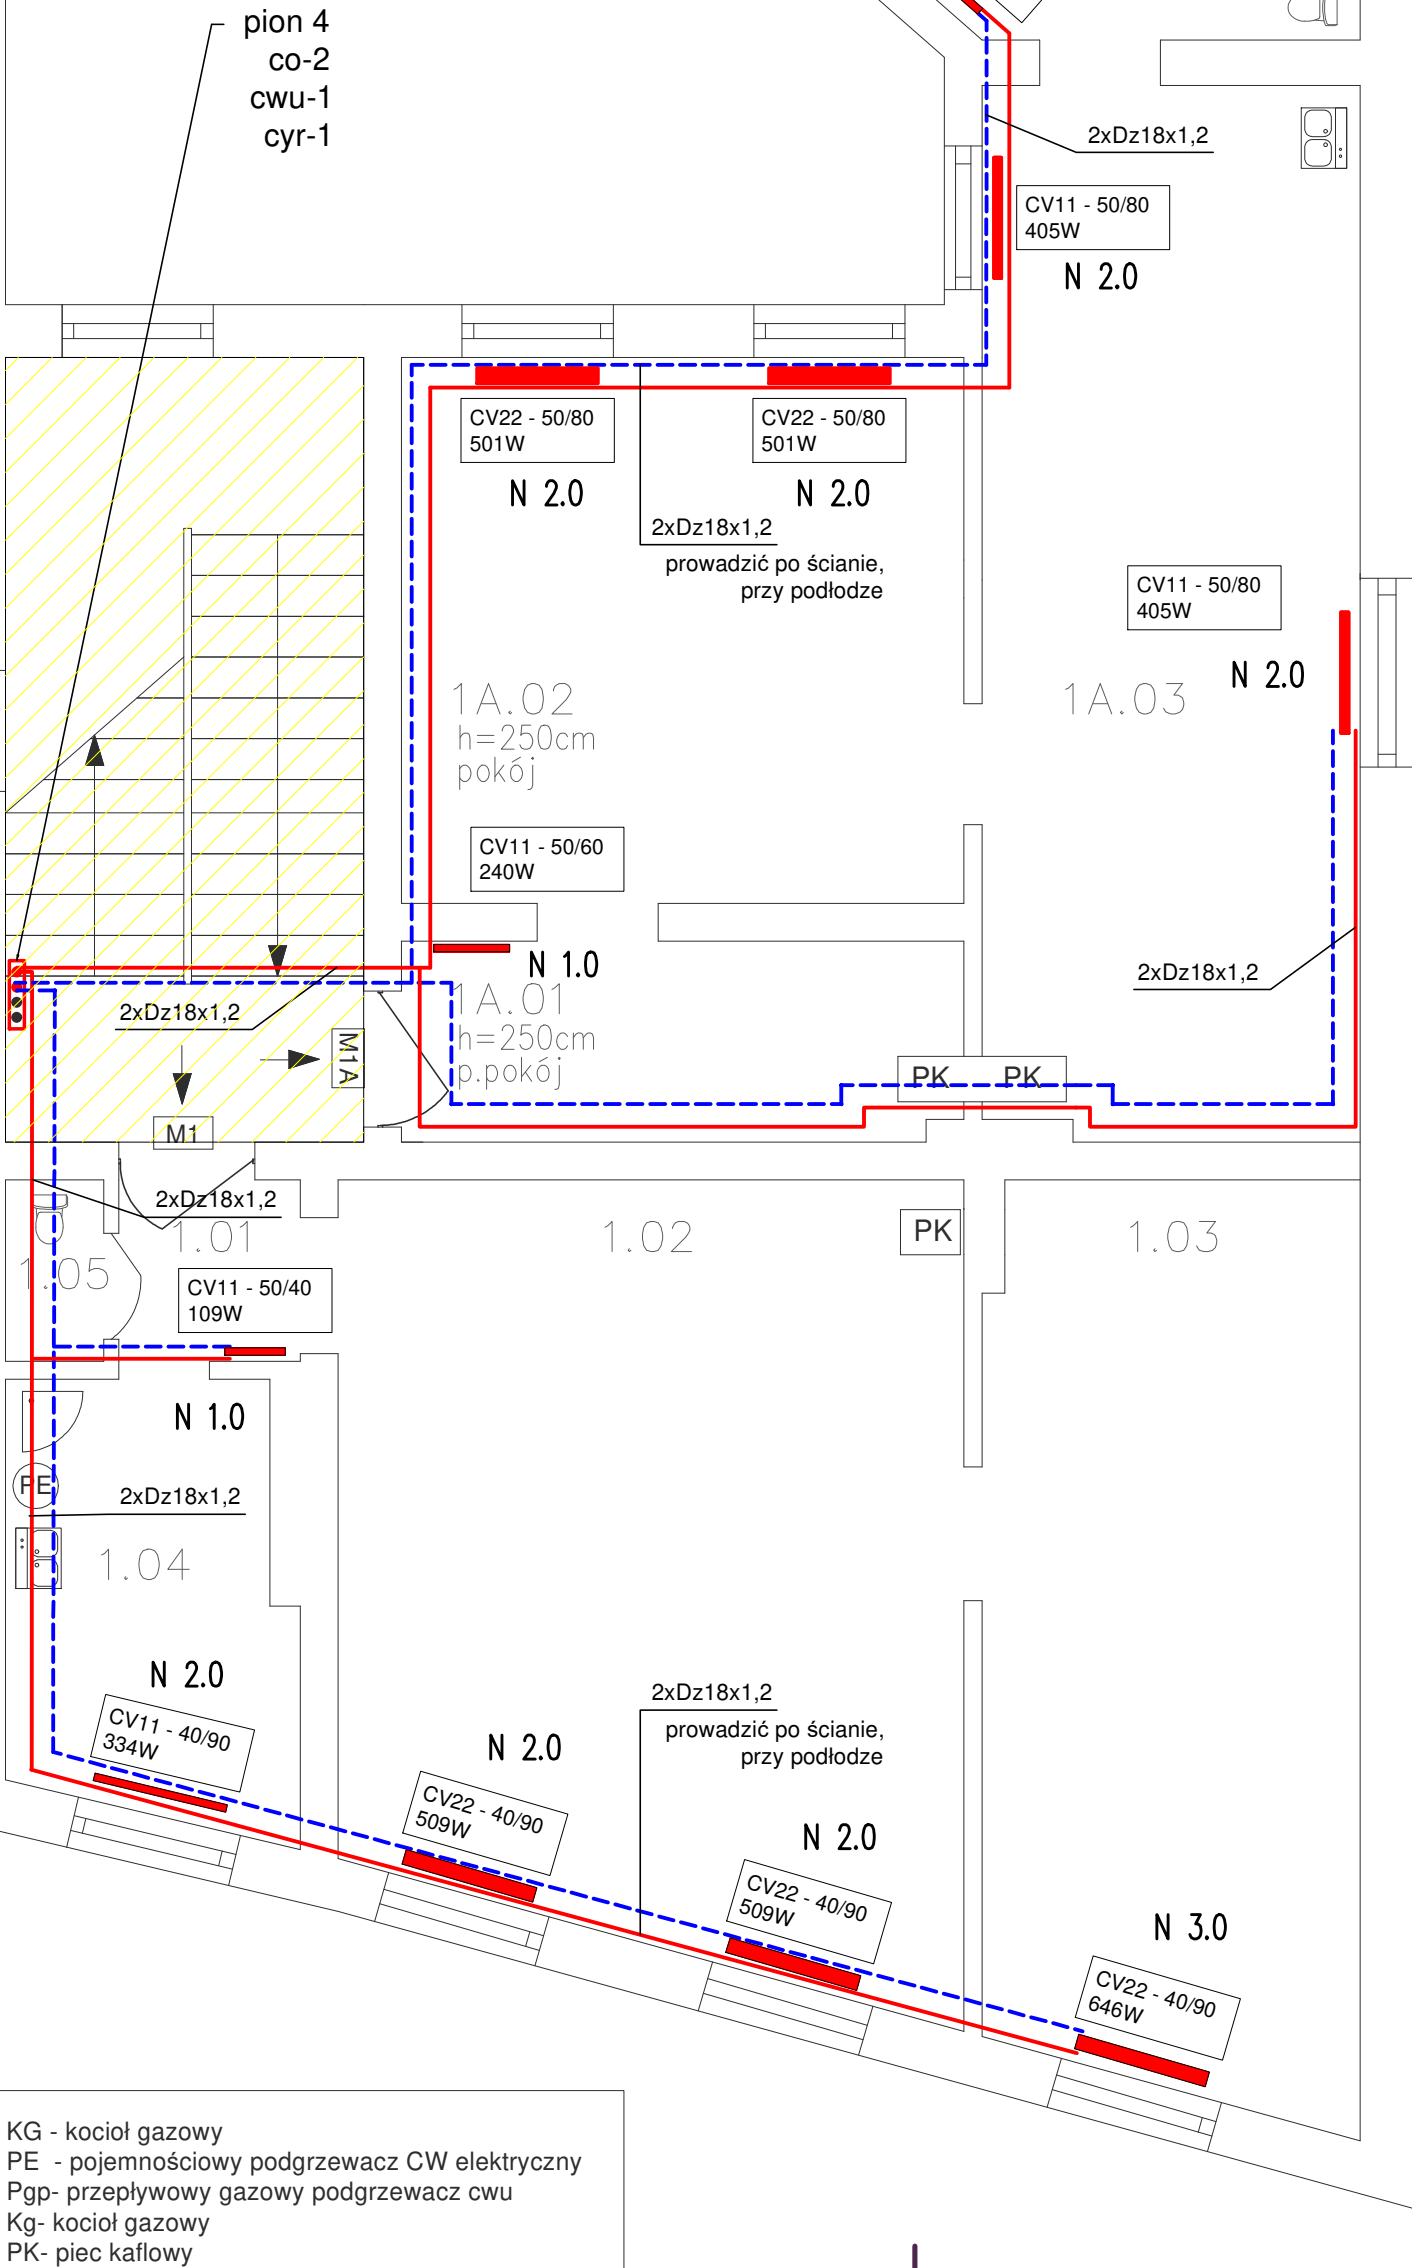 pion 4
co-2
cwu-1
cyr-1
2xDz18x1,2
CV11 - 50/80
405W
N 2.0
CV22 - 50/80
501W
N 2.0
CV22 - 50/80
501W
N 2.0
2xDz18x1,2
prowadzić po ścianie,
przy podłodze
CV11 - 50/80
405W
N 2.0
1A.02
h=250cm
pokój
1A.03
CV11 - 50/60
240W
N 1.0
1A.01
h=250cm
p.pokój
2xDz18x1,2
2xDz18x1,2
M1A
M1
PK
PK
2xDz18x1,2
1.01
1.05
1.02
PK
1.03
CV11 - 50/40
109W
N 1.0
PE
2xDz18x1,2
1.04
N 2.0
CV11 - 40/90
334W
N 2.0
CV22 - 40/90
509W
2xDz18x1,2
prowadzić po ścianie,
przy podłodze
N 2.0
CV22 - 40/90
509W
N 3.0
CV22 - 40/90
646W
KG - kocioł gazowy
PE - pojemnościowy podgrzewacz CW elektryczny
Pgp- przepływowy gazowy podgrzewacz cwu
Kg- kocioł gazowy
PK- piec kaflowy